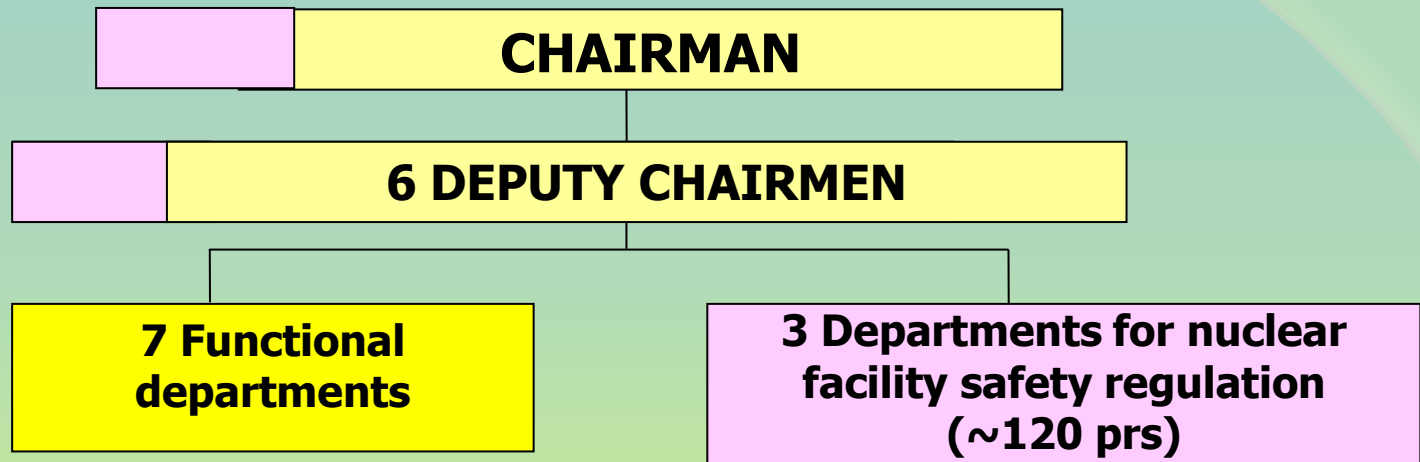 CHAIRMAN
6 DEPUTY CHAIRMEN
7 Functional
departments
3 Departments for nuclear
facility safety regulation
(~120 prs)